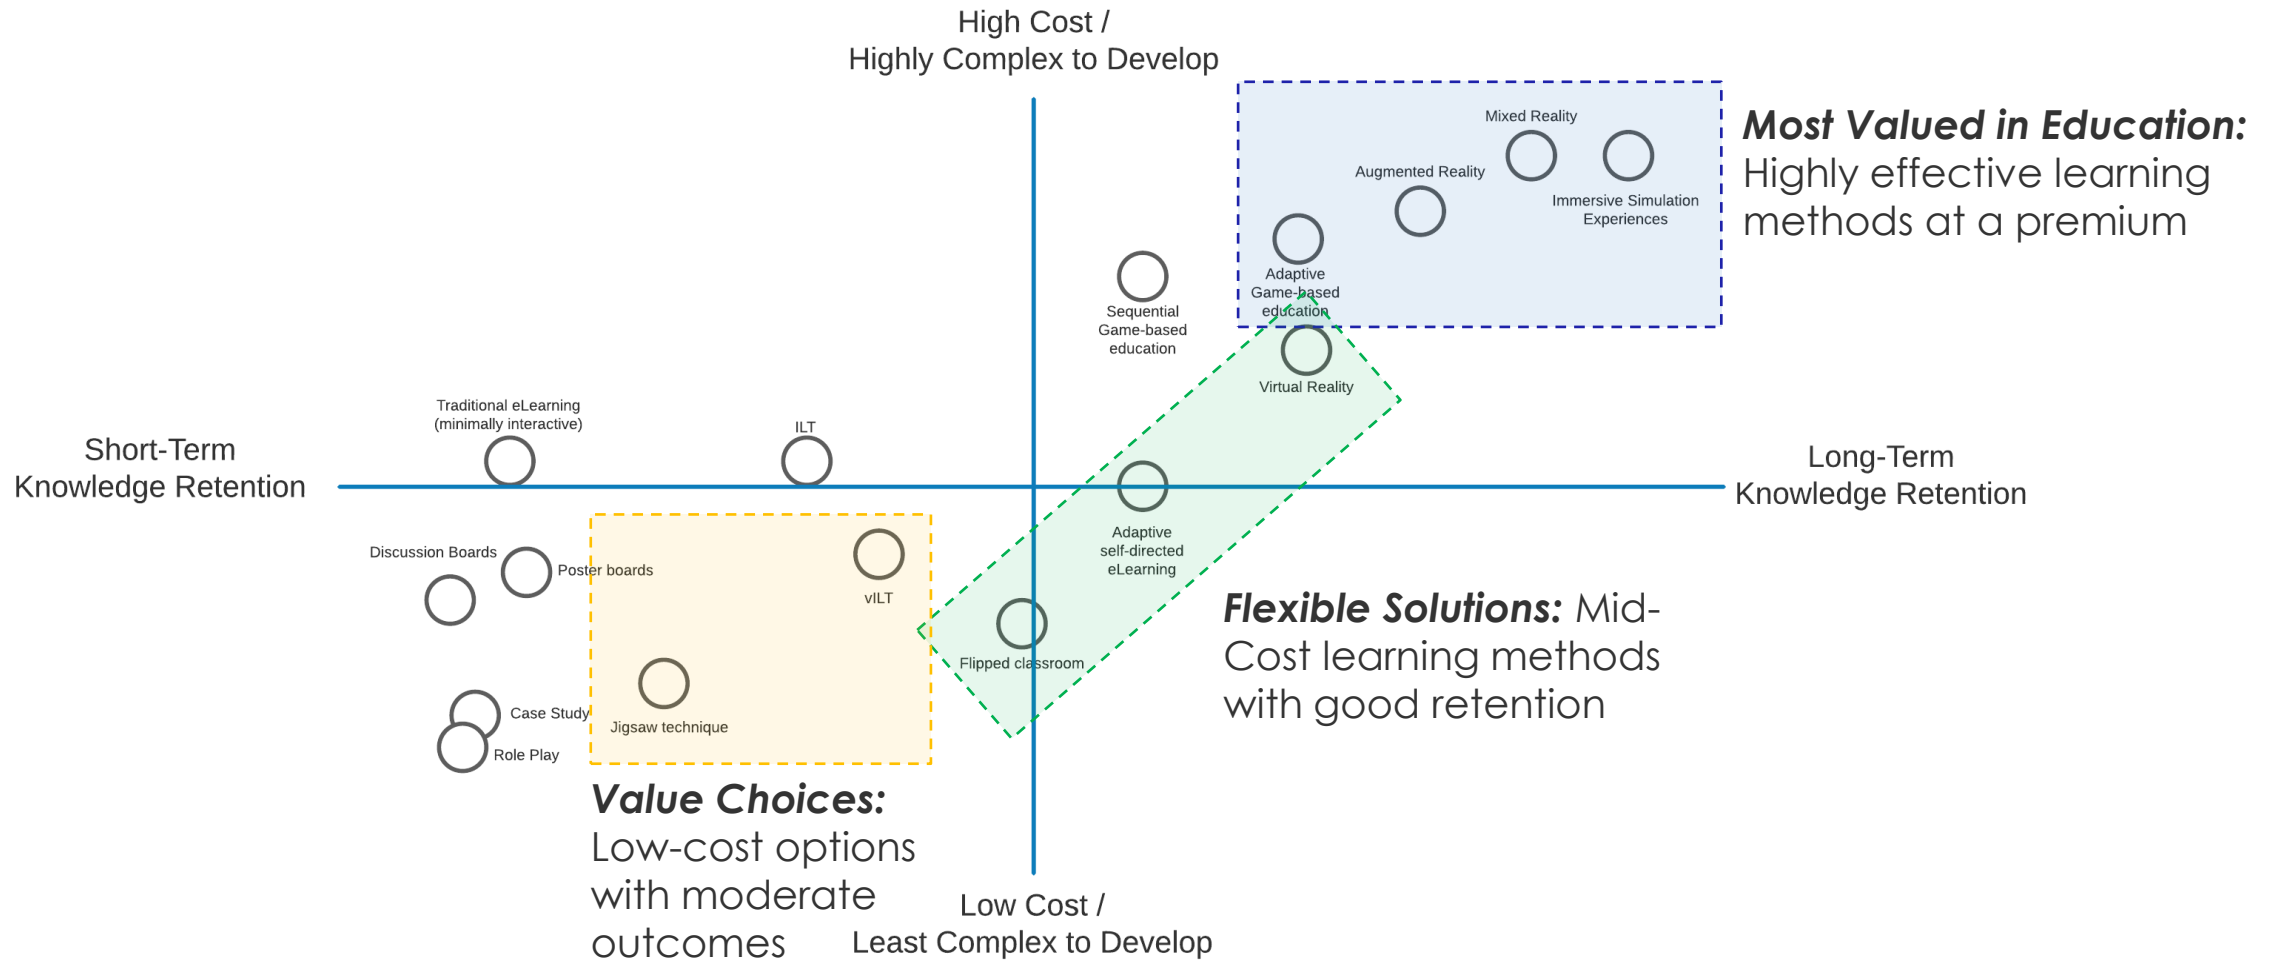 High Cost /
Highly Complex to Develop
Mixed Reality
Most Valued in Education:
Highly effective learning
methods at a premium
Augmented Reality
Immersive Simulation
Experiences
Adaptive
Game-based
education
Sequential
Game-based
education
Virtual Reality
Traditional eLearning
(minimally interactive)
ILT
Short-Term
Knowledge Retention
Long-Term
Knowledge Retention
Adaptive
self-directed
eLearning
Discussion Boards
Poster boards
vILT
Flexible Solutions: Mid-
Cost learning methods
with good retention
Flipped classroom
Case Study
Jigsaw technique
Role Play
Value Choices:
Low-cost options
with moderate
outcomes
Low Cost /
Least Complex to Develop